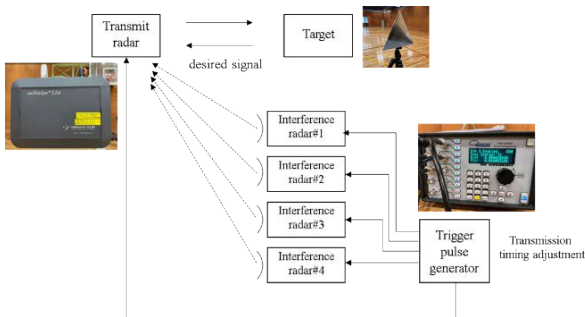 Transmit
radar
Target
desired signal
Interference
radar#1
Interference
radar#2
Interference
radar#3
Interference
radar#4
Trigger
pulse
generator
Transmission
timing adjustment